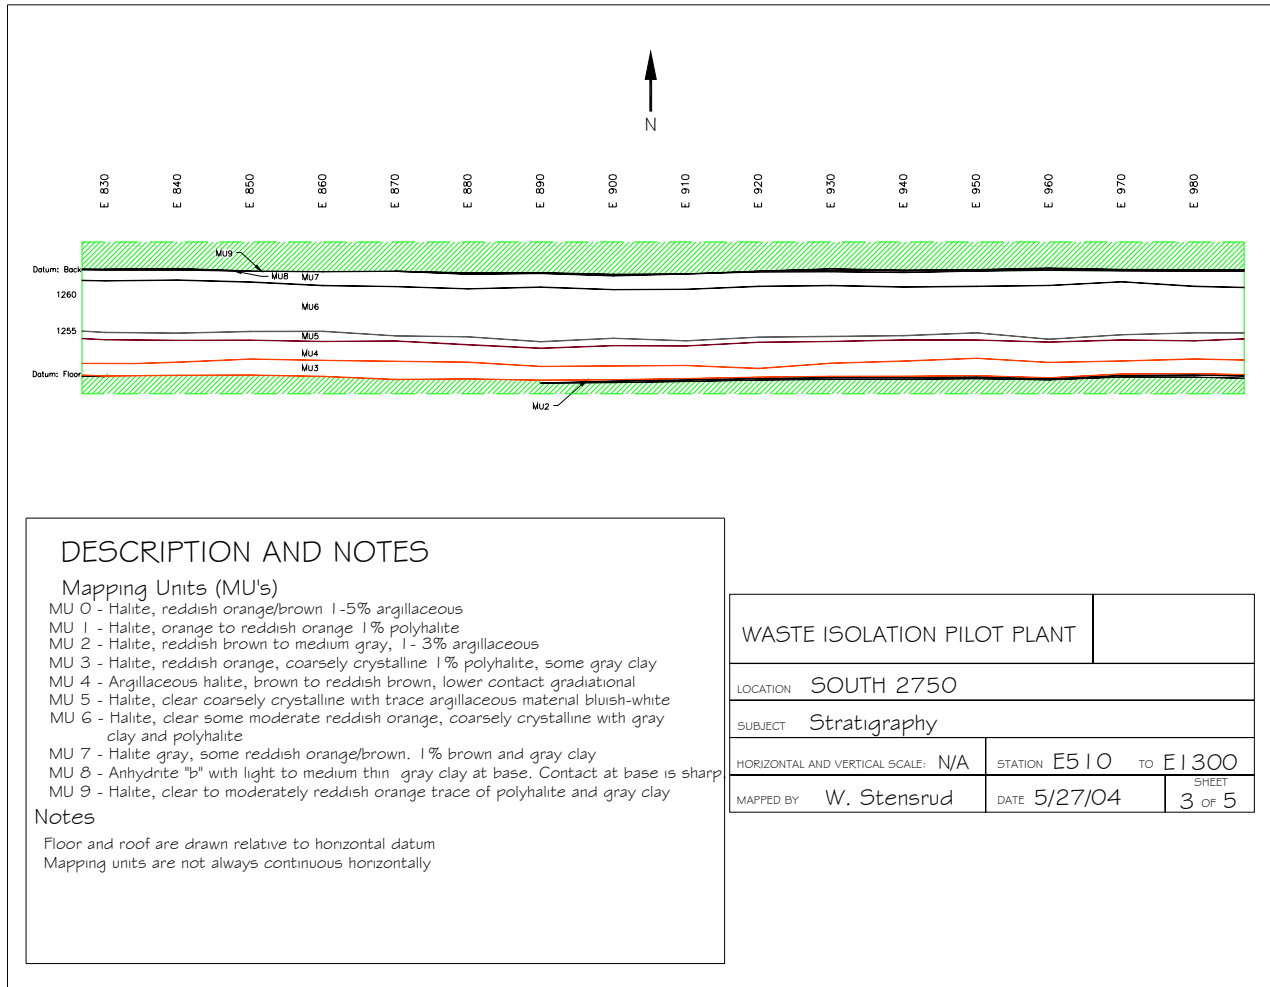 N
E 830 E 840 E 850 E 860 E 870 E 880 E 890 E 900 E 910 E 920 E 930 E 940 E 950 E 960 E 970 E 980
MU9
Datum: Back
MU8 MU7
1260
MU6
1255
MU5
MU4
MU3
Datum: Floor
MU2
DESCRIPTION AND NOTES
Mapping Units (MU's)
MU 0 - Halite, reddish orange/brown 1-5% argillaceous
MU 1 - Halite, orange to reddish orange 1% polyhalite
MU 2 - Halite, reddish brown to medium gray, 1- 3% argillaceous
MU 3 - Halite, reddish orange, coarsely crystalline 1% polyhalite, some gray clay
MU 4 - Argillaceous halite, brown to reddish brown, lower contact gradiational
MU 5 - Halite, clear coarsely crystalline with trace argillaceous material bluish-white
MU 6 - Halite, clear some moderate reddish orange, coarsely crystalline with gray
clay and polyhalite
MU 7 - Halite gray, some reddish orange/brown. 1% brown and gray clay
MU 8 - Anhydrite "b" with light to medium thin gray clay at base. Contact at base is sharp.
MU 9 - Halite, clear to moderately reddish orange trace of polyhalite and gray clay
Notes
Floor and roof are drawn relative to horizontal datum
Mapping units are not always continuous horizontally
WASTE ISOLATION PILOT PLANT
LOCATION SOUTH 2750
SUBJECT Stratigraphy
HORIZONTAL AND VERTICAL SCALE: N/A STATION E510 TO E1300
MAPPED BY W. Stensrud DATE 5/27/04 SHEET 3 OF 5